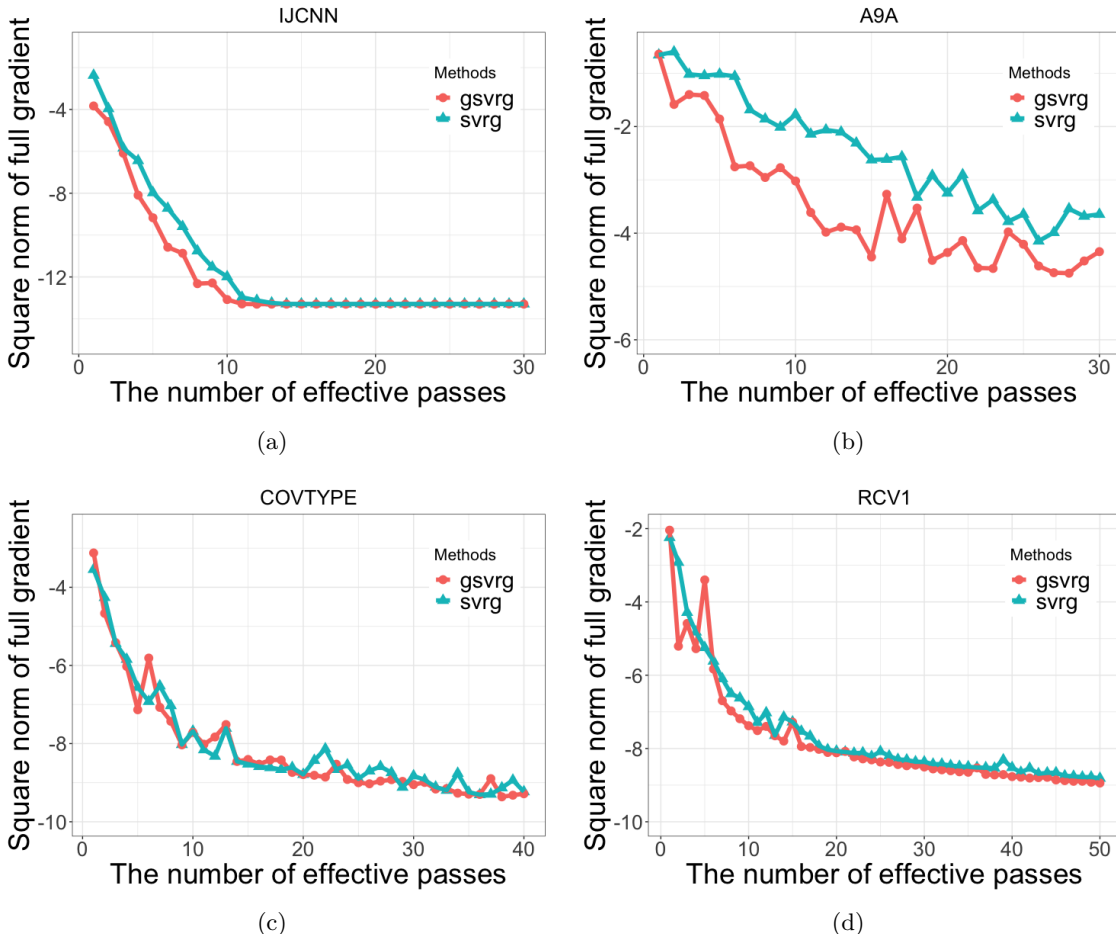 IJCNN
Square norm of full gradient
-4
-8
-12
Methods
gsvrg
svrg
0
10
20
30
The number of effective passes
(a)
A9A
Square norm of full gradient
-2
-4
-6
Methods
gsvrg
svrg
0
10
20
30
The number of effective passes
(b)
COVTYPE
Square norm of full gradient
-4
-6
-8
-10
Methods
gsvrg
svrg
0
10
20
30
40
The number of effective passes
(c)
RCV1
Square norm of full gradient
-2
-4
-6
-8
-10
Methods
gsvrg
svrg
0
10
20
30
40
50
The number of effective passes
(d)